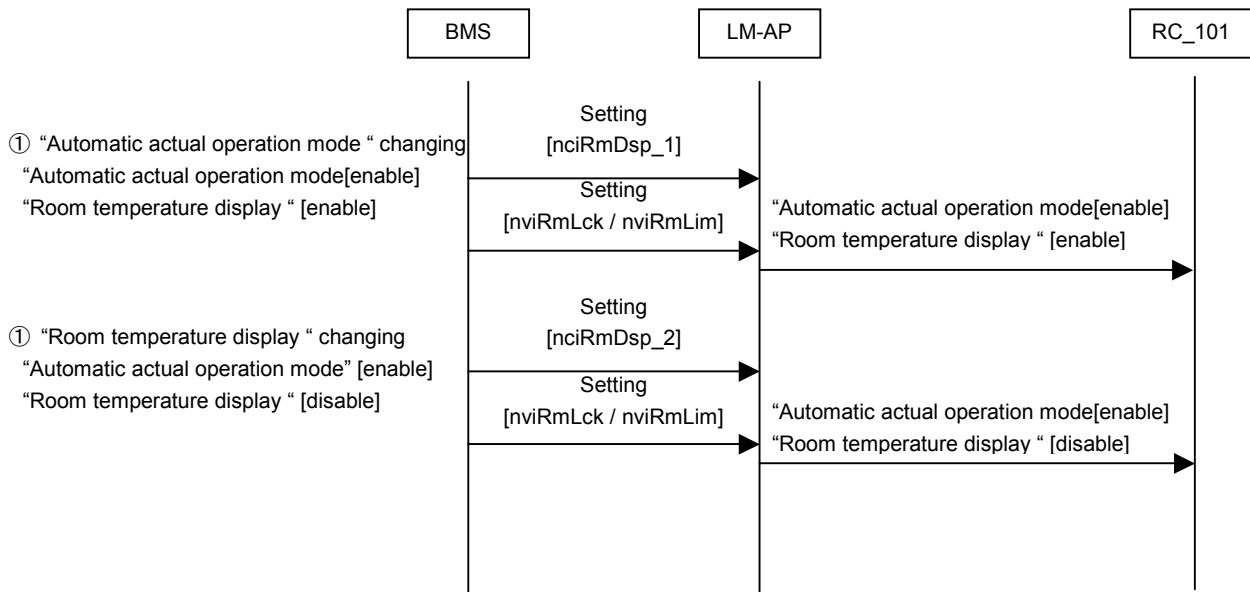 BMS
LM-AP
RC_101
① “Automatic actual operation mode “ changing
“Automatic actual operation mode[enable]
“Room temperature display “ [enable]
Setting
[nciRmDsp_1]
Setting
[nviRmLck / nviRmLim]
“Automatic actual operation mode[enable]
“Room temperature display “ [enable]
① “Room temperature display “ changing
“Automatic actual operation mode” [enable]
“Room temperature display “ [disable]
Setting
[nciRmDsp_2]
Setting
[nviRmLck / nviRmLim]
“Automatic actual operation mode[enable]
“Room temperature display “ [disable]